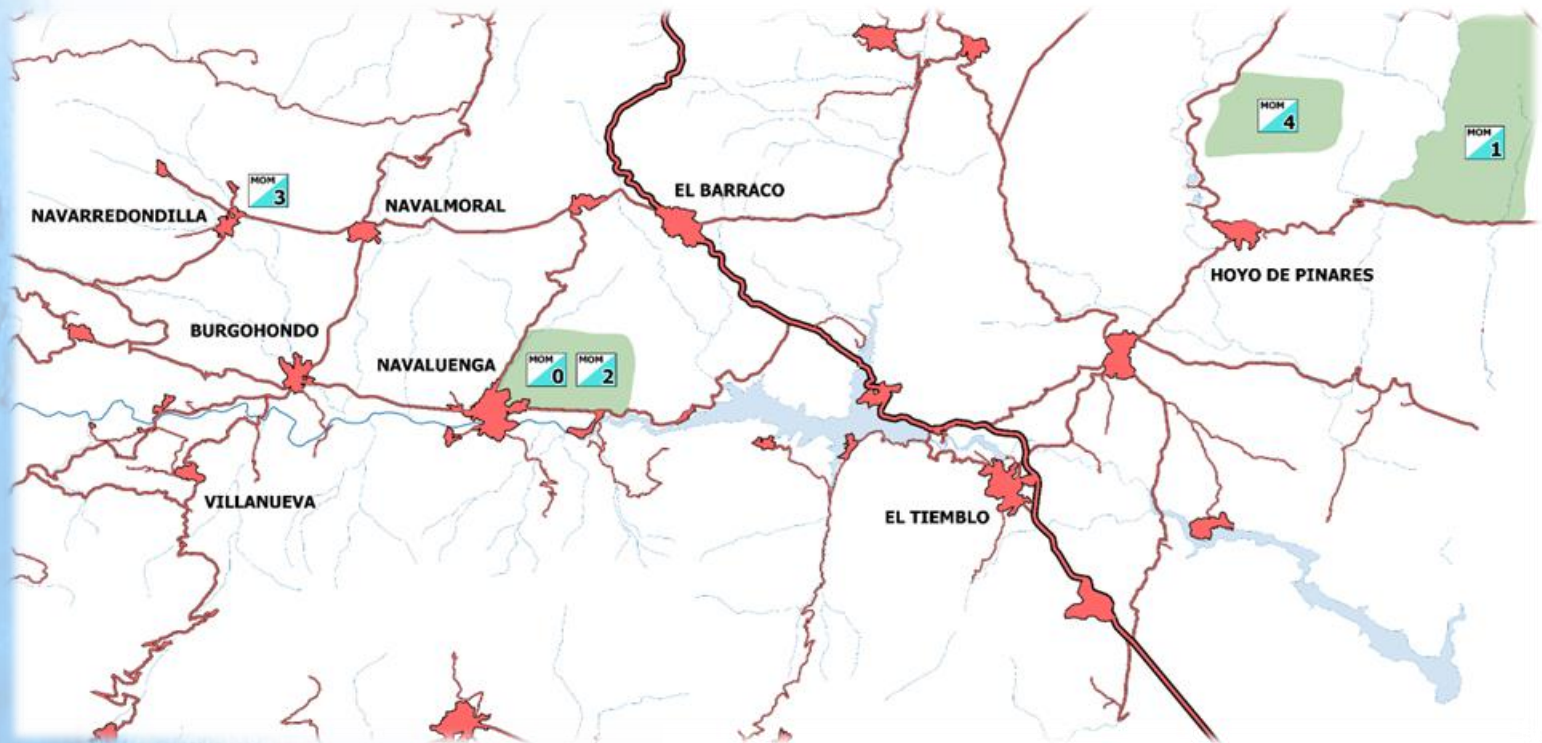 MOM
4
MOM
1
MOM
3
EL BARRACO
NAVARREDONDILLA
NAVALMORAL
HOYO DE PINARES
BURGOHONDO
NAVALUENGA
MOM
0
MOM
2
VILLANUEVA
EL TIEMBLO